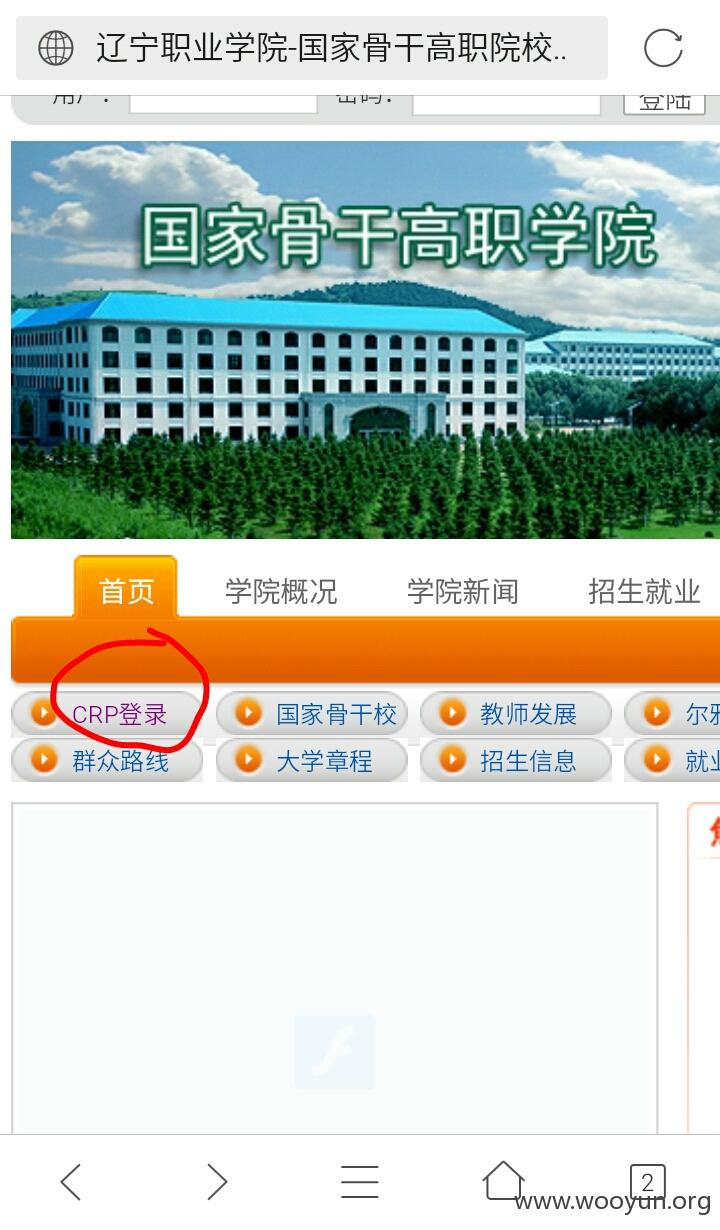 辽宁职业学院-国家骨干高职院校..
用户： 密码： 登陆
国家骨干高职学院
首页 学院概况 学院新闻 招生就业
CRP登录 国家骨干校 教师发展 尔雅
群众路线 大学章程 招生信息 就业
2
www.wooyun.org